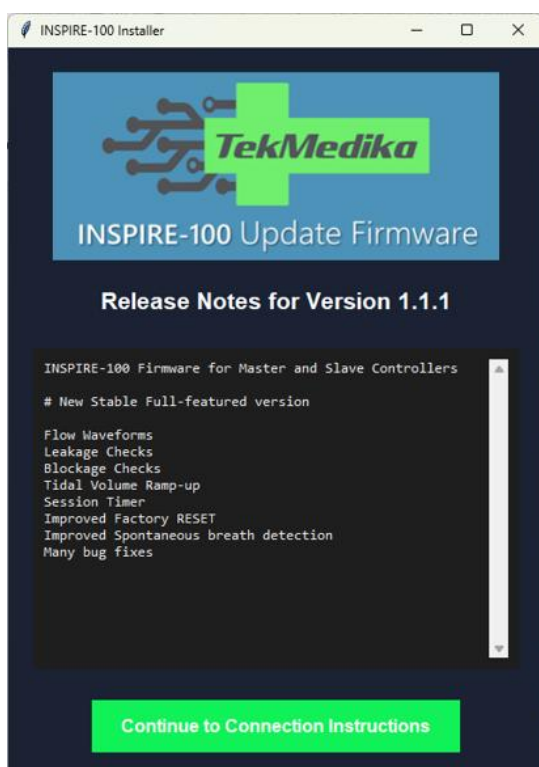 INSPIRE-100 Installer
TekMedika
INSPIRE-100 Update Firmware
Release Notes for Version 1.1.1
INSPIRE-100 Firmware for Master and Slave Controllers
# New Stable Full-featured version
Flow Waveforms
Leakage Checks
Blockage Checks
Tidal Volume Ramp-up
Session Timer
Improved Factory RESET
Improved Spontaneous breath detection
Many bug fixes
Continue to Connection Instructions